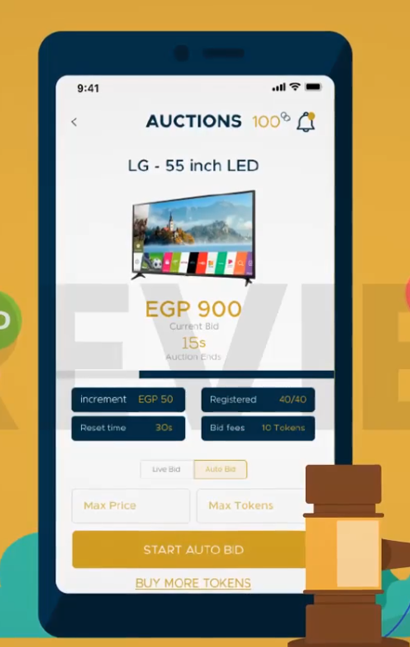 9:41
AUCTIONS 100
LG - 55 inch LED
EGP 900
Current Bid
15s
Auction Ends
increment EGP 50 Registered 40/40
Reset time 30s Bid fees 10 Tokens
Live Bid Auto Bid
Max Price Max Tokens
START AUTO BID
BUY MORE TOKENS